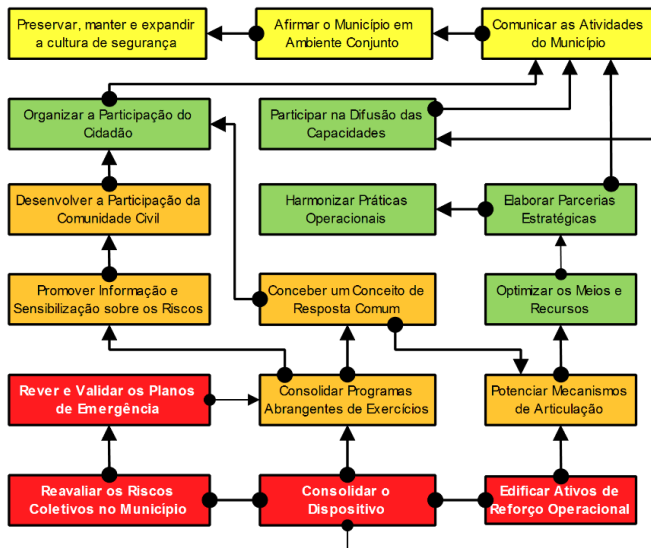 Preservar, manter e expandir
a cultura de segurança
Afirmar o Município em
Ambiente Conjunto
Comunicar as Atividades
do Município
Organizar a Participação do
Cidadão
Participar na Difusão das
Capacidades
Desenvolver a Participação da
Comunidade Civil
Harmonizar Práticas
Operacionais
Elaborar Parcerias
Estratégicas
Promover Informação e
Sensibilização sobre os Riscos
Conceber um Conceito de
Resposta Comum
Optimizar os Meios e
Recursos
Rever e Validar os Planos
de Emergência
Consolidar Programas
Abrangentes de Exercícios
Potenciar Mecanismos
de Articulação
Reavaliar os Riscos
Coletivos no Município
Consolidar o
Dispositivo
Edificar Ativos de
Reforço Operacional